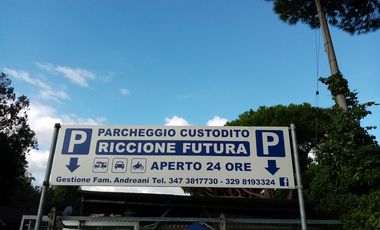 P PARCHEGGIO CUSTODITO P
RICCIONE FUTURA
APERTO 24 ORE
Gestione Fam. Andreani Tel. 347 3817730 - 329 8193324 f